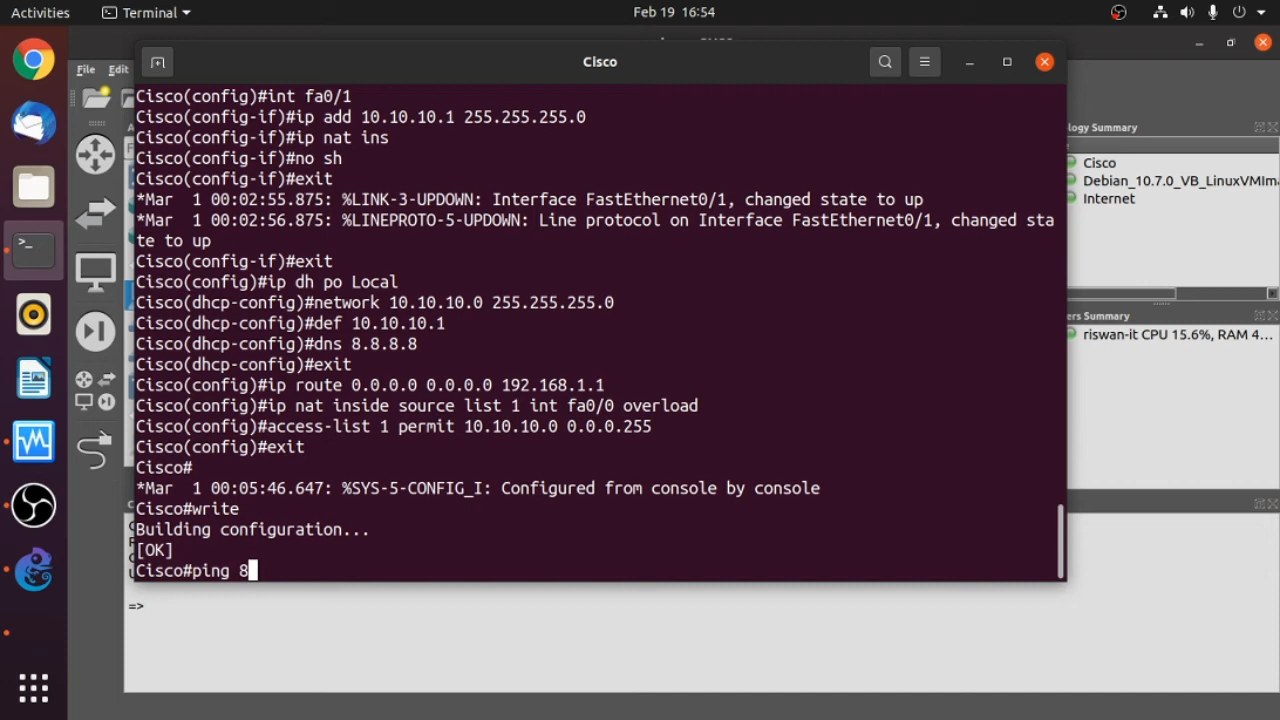 Activities
Terminal
Feb 19 16:54
Cisco
File
Edit
Cisco(config)#int fa0/1
Cisco(config-if)#ip add 10.10.10.1 255.255.255.0
Cisco(config-if)#ip nat ins
Cisco(config-if)#no sh
Cisco(config-if)#exit
*Mar  1 00:02:55.875: %LINK-3-UPDOWN: Interface FastEthernet0/1, changed state to up
*Mar  1 00:02:56.875: %LINEPROTO-5-UPDOWN: Line protocol on Interface FastEthernet0/1, changed sta
te to up
Cisco(config-if)#exit
Cisco(config)#ip dh po Local
Cisco(dhcp-config)#network 10.10.10.0 255.255.255.0
Cisco(dhcp-config)#def 10.10.10.1
Cisco(dhcp-config)#dns 8.8.8.8
Cisco(dhcp-config)#exit
Cisco(config)#ip route 0.0.0.0 0.0.0.0 192.168.1.1
Cisco(config)#ip nat inside source list 1 int fa0/0 overload
Cisco(config)#access-list 1 permit 10.10.10.0 0.0.0.255
Cisco(config)#exit
Cisco#
*Mar  1 00:05:46.647: %SYS-5-CONFIG_I: Configured from console by console
Cisco#write
Building configuration...
[OK]
Cisco#ping 8
=>
logy Summary
Cisco
Debian_10.7.0_VB_LinuxVMIma
Internet
ers Summary
riswan-it CPU 15.6%, RAM 4...